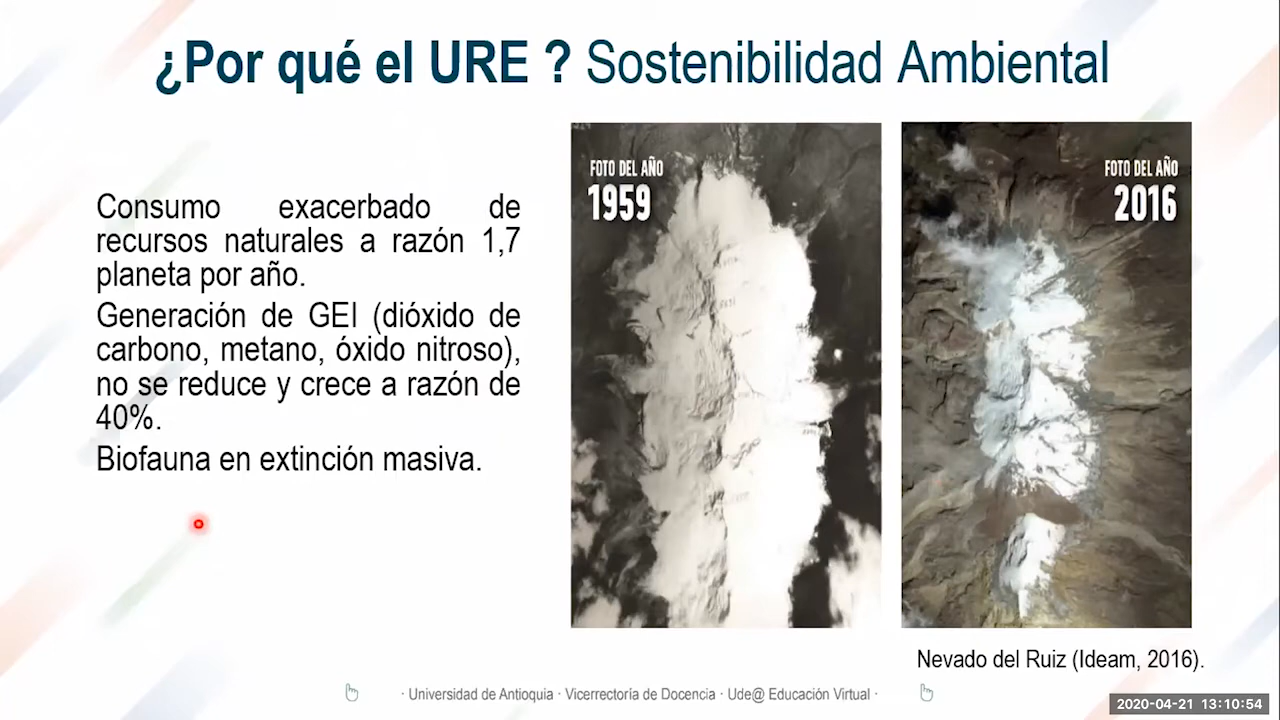 ¿Por qué el URE ? Sostenibilidad Ambiental
Consumo exacerbado de
recursos naturales a razón 1,7
planeta por año.
Generación de GEI (dióxido de
carbono, metano, óxido nitroso),
no se reduce y crece a razón de
40%.
Biofauna en extinción masiva.
FOTO DEL AÑO
1959
FOTO DEL AÑO
2016
Nevado del Ruiz (Ideam, 2016).
· Universidad de Antioquia · Vicerrectoría de Docencia · Ude@ Educación Virtual ·
2020-04-21 13:10:54